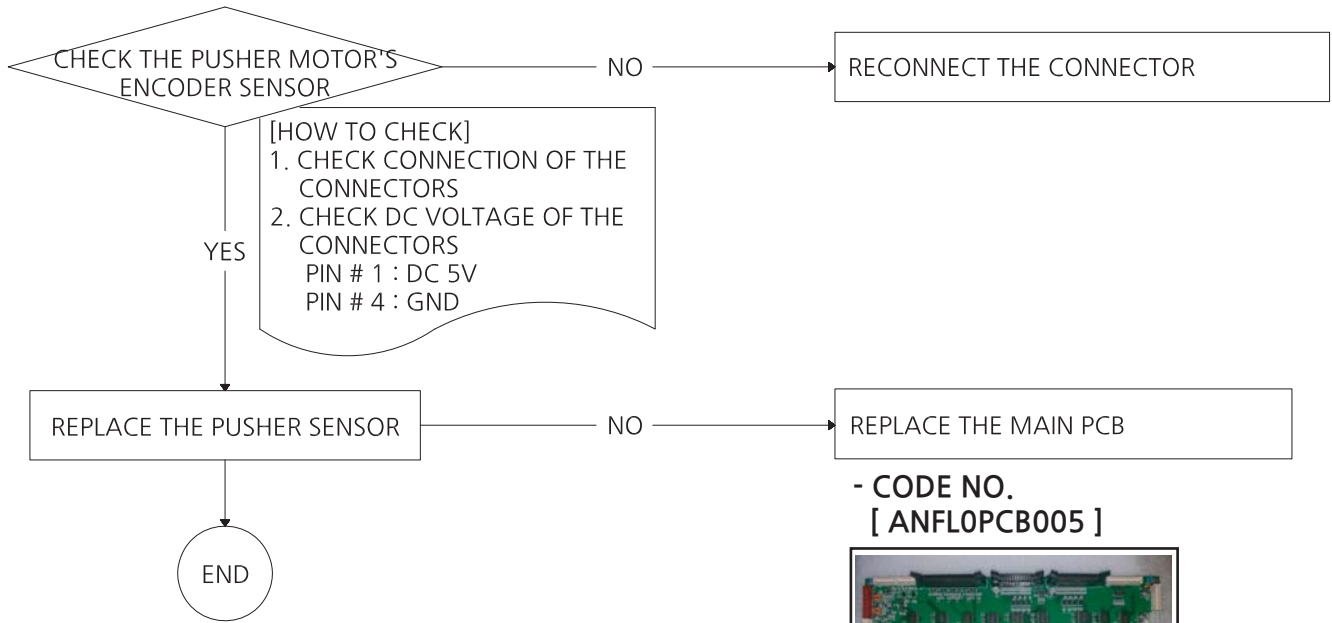 CHECK THE PUSHER MOTOR'S
ENCODER SENSOR
NO
RECONNECT THE CONNECTOR
[HOW TO CHECK]
1. CHECK CONNECTION OF THE
CONNECTORS
2. CHECK DC VOLTAGE OF THE
CONNECTORS
PIN # 1 : DC 5V
PIN # 4 : GND
YES
REPLACE THE PUSHER SENSOR
NO
REPLACE THE MAIN PCB
- CODE NO.
[ ANFL0PCB005 ]
END